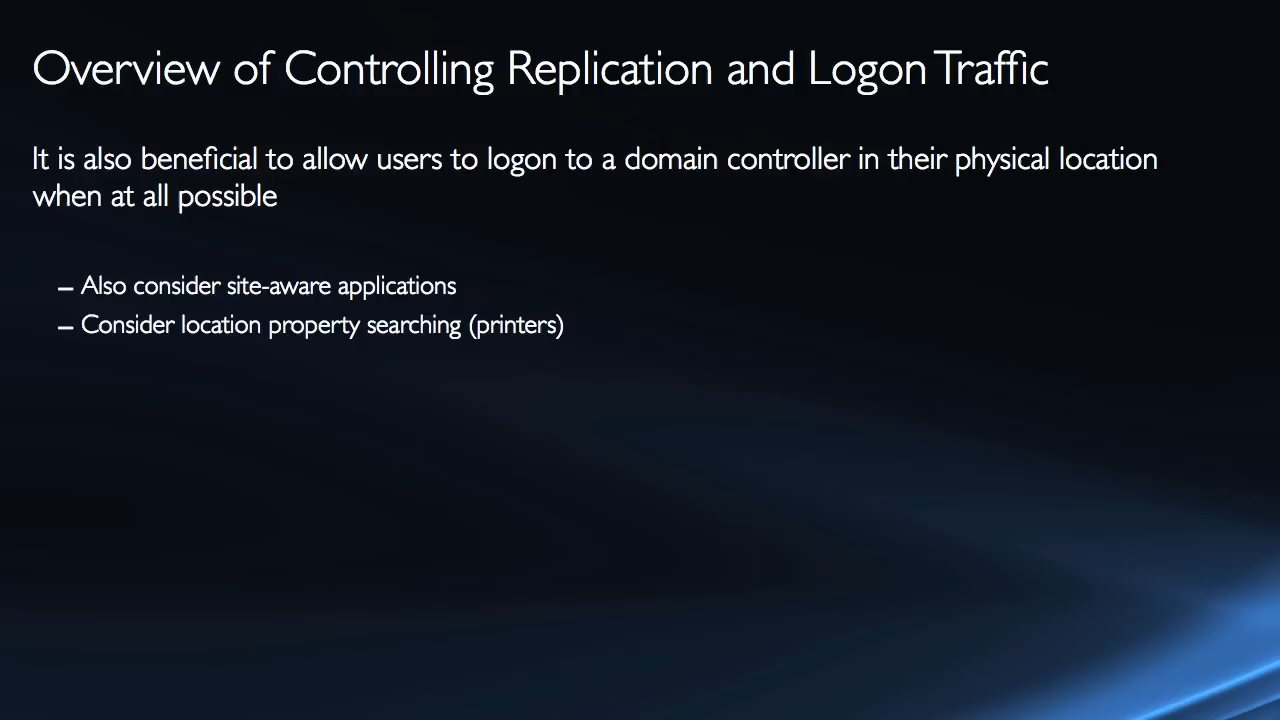 Overview of Controlling Replication and Logon Traffic
It is also beneficial to allow users to logon to a domain controller in their physical location
when at all possible
– Also consider site-aware applications
– Consider location property searching (printers)